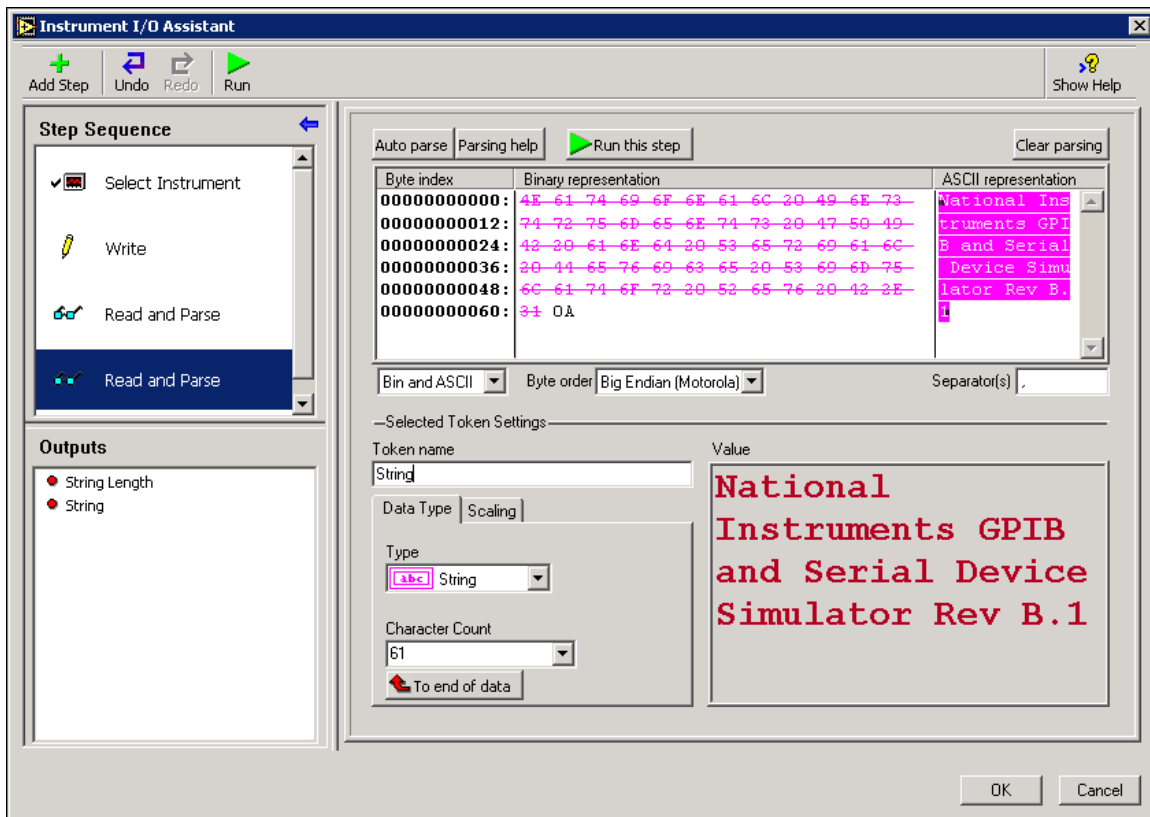 Instrument I/O Assistant
Add Step Undo Redo Run Show Help
Step Sequence
Select Instrument
Write
Read and Parse
Read and Parse
Outputs
String Length
String
Auto parse Parsing help Run this step Clear parsing
Byte index Binary representation ASCII representation
00000000000: 4E 61 74 69 6F 6E 61 6C 20 49 6E 73 National Ins
00000000012: 74 72 75 6D 65 6E 74 73 20 47 50 49 truments GPI
00000000024: 42 20 61 6E 64 20 53 65 72 69 61 6C B and Serial
00000000036: 20 44 65 76 69 63 65 20 53 69 6D 75 Device Simu
00000000048: 6C 61 74 6F 72 20 52 65 76 20 42 2E lator Rev B.
00000000060: 31 0A 1
Bin and ASCII Byte order Big Endian (Motorola) Separator(s) ,
Selected Token Settings
Token name
String
Data Type Scaling
Type
abc String
Character Count
61
To end of data
Value
National
Instruments GPIB
and Serial Device
Simulator Rev B.1
OK Cancel